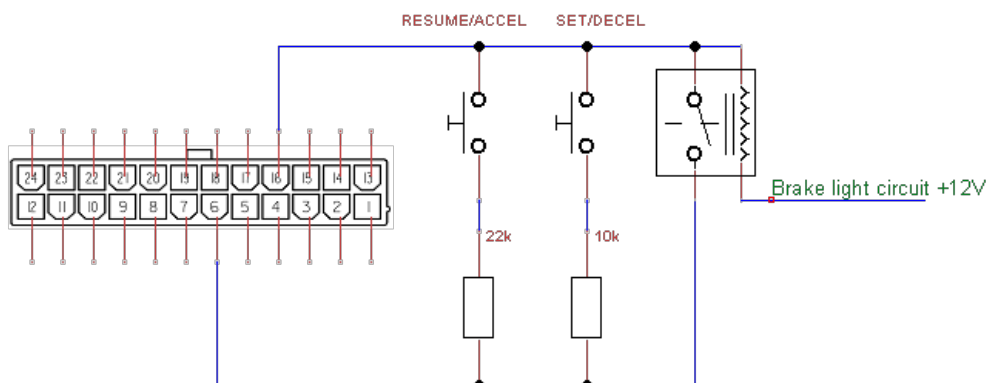 RESUME/ACCEL SET/DECEL
24 23 22 21 20 19 18 17 16 15 14 13
12 11 10 9 8 7 6 5 4 3 2 1
Brake light circuit +12V
22k 10k